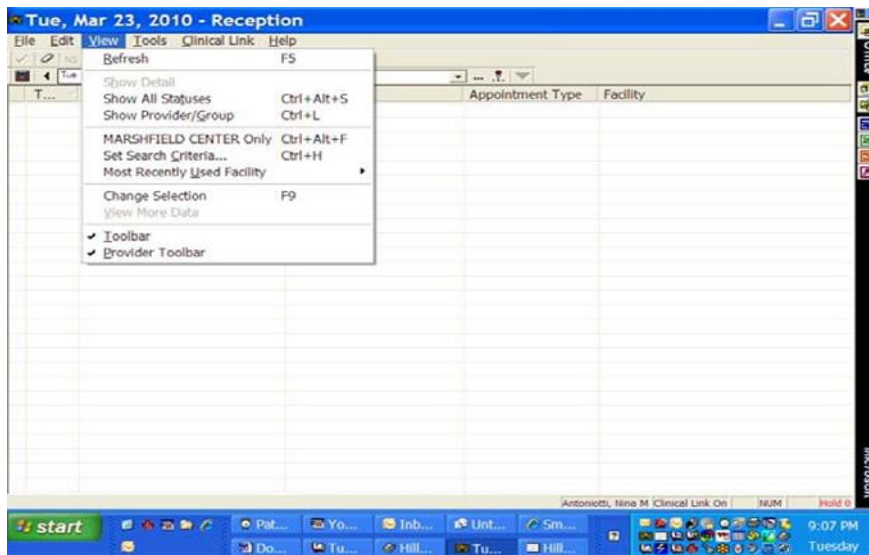 Tue, Mar 23, 2010 - Reception
File Edit View Tools Clinical Link Help
Refresh F5
Tue
Show Detail
T... Show All Statuses Ctrl+Alt+S Appointment Type Facility
Show Provider/Group Ctrl+L
MARSHFIELD CENTER Only Ctrl+Alt+F
Set Search Criteria... Ctrl+H
Most Recently Used Facility
Change Selection F9
View More Data
Toolbar
Provider Toolbar
Office
Antoniotti, Nina M Clinical Link On NUM Hold 0
start Pat... Yo... Inb... Unt... Sm... 9:07 PM
Do... Tu... Hill... Tu... Hill... Tuesday